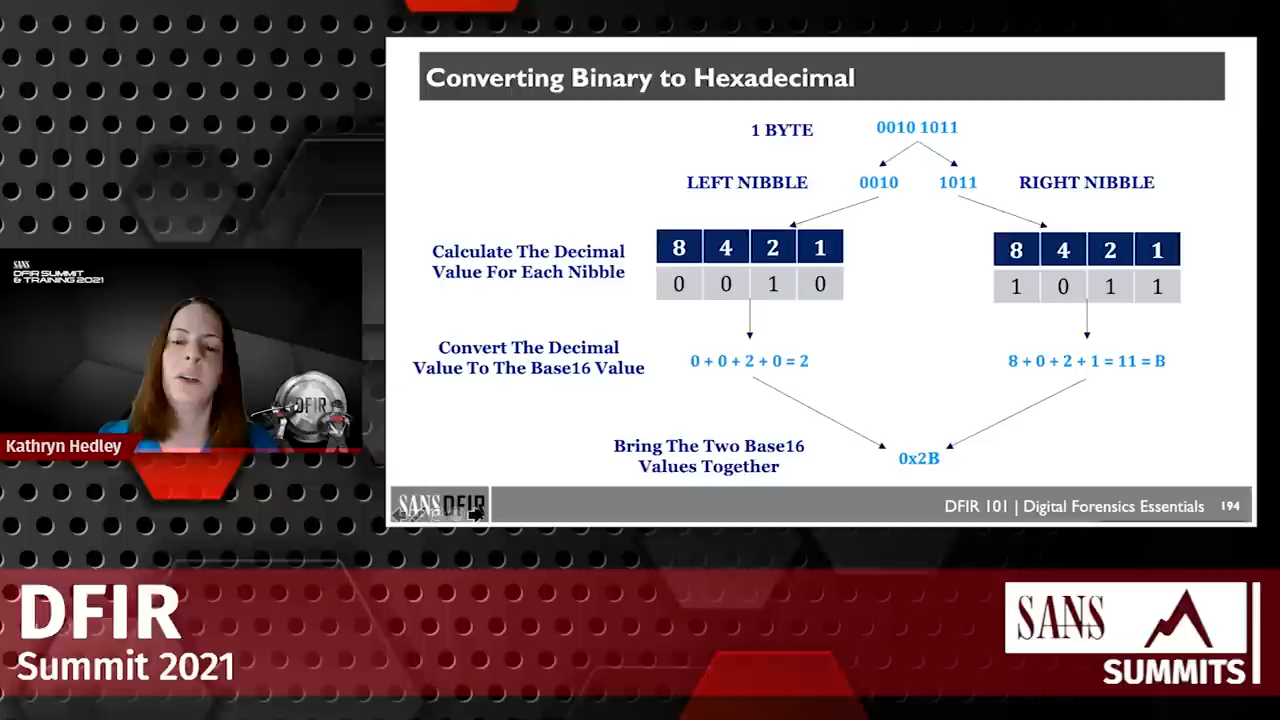 Converting Binary to Hexadecimal
1 BYTE
0010 1011
LEFT NIBBLE
0010
1011
RIGHT NIBBLE
Calculate The Decimal
Value For Each Nibble
8 4 2 1
0 0 1 0
8 4 2 1
1 0 1 1
Convert The Decimal
Value To The Base16 Value
0 + 0 + 2 + 0 = 2
8 + 0 + 2 + 1 = 11 = B
Bring The Two Base16
Values Together
0x2B
SANS DFIR
DFIR 101 | Digital Forensics Essentials 194
SANS
DFIR SUMMIT
& TRAINING 2021
DFIR
Kathryn Hedley
DFIR
Summit 2021
SANS
SUMMITS